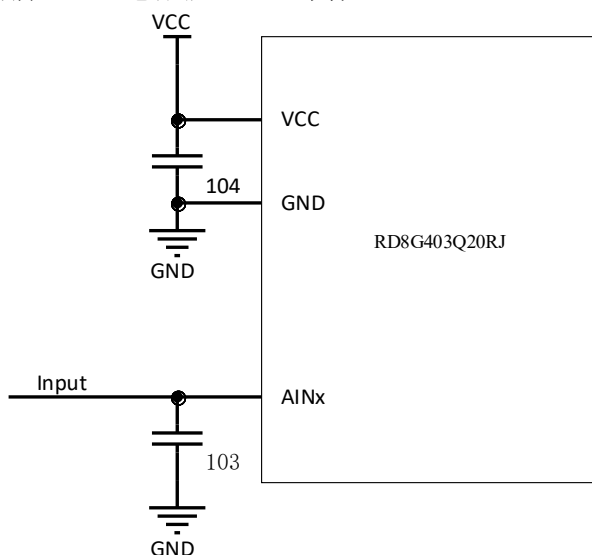 VCC
VCC
104
GND
RD8G403Q20RJ
GND
Input
AINx
103
GND